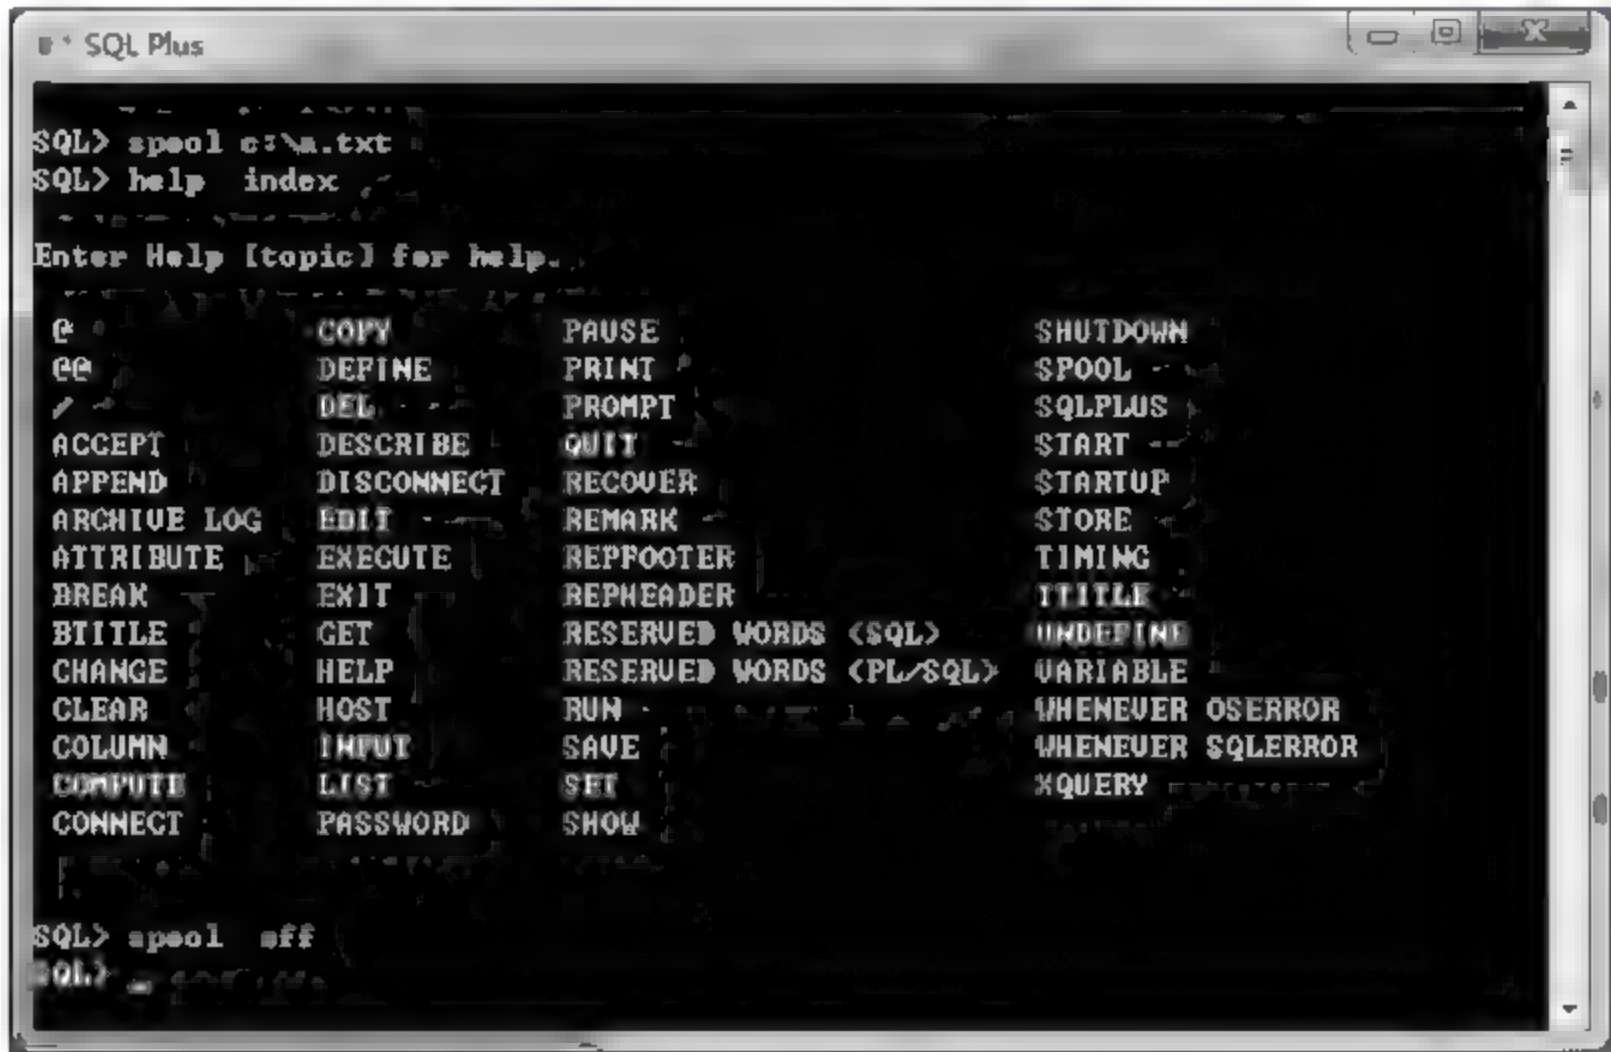 SQL Plus
SQL> spool c:\a.txt
SQL> help  index
Enter Help [topic] for help.
@ COPY PAUSE SHUTDOWN
@@ DEFINE PRINT SPOOL
/ DEL PROMPT SQLPLUS
ACCEPT DESCRIBE QUIT START
APPEND DISCONNECT RECOVER STARTUP
ARCHIVE LOG EDIT REMARK STORE
ATTRIBUTE EXECUTE REPFOOTER TIMING
BREAK EXIT REPHEADER TTITLE
BTITLE GET RESERVED WORDS (SQL) UNDEFINE
CHANGE HELP RESERVED WORDS (PL/SQL) VARIABLE
CLEAR HOST RUN WHENEVER OSERROR
COLUMN INPUT SAVE WHENEVER SQLERROR
COMPUTE LIST SET XQUERY
CONNECT PASSWORD SHOW
SQL> spool  off
SQL> _